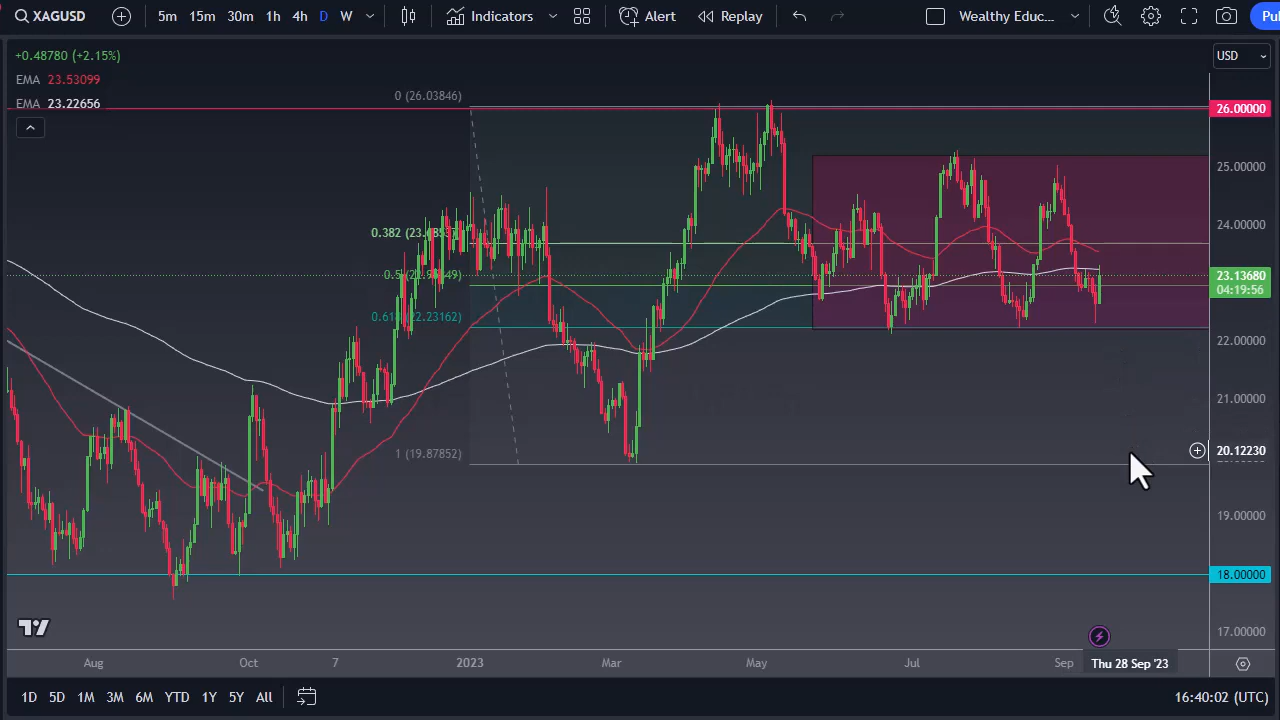 XAGUSD 5m 15m 30m 1h 4h D W Indicators Alert Replay Wealthy Educ... Pu
+0.48780 (+2.15%) USD
EMA 23.53099
EMA 23.22656
0 (26.03846)
26.00000
25.00000
24.00000
23.13680
04:19:56
0.618 (22.23162)
22.00000
21.00000
1 (19.87852)
20.12230
19.00000
18.00000
17.00000
Aug Oct 7 2023 Mar May Jul Sep Thu 28 Sep '23
1D 5D 1M 3M 6M YTD 1Y 5Y All 16:40:02 (UTC)